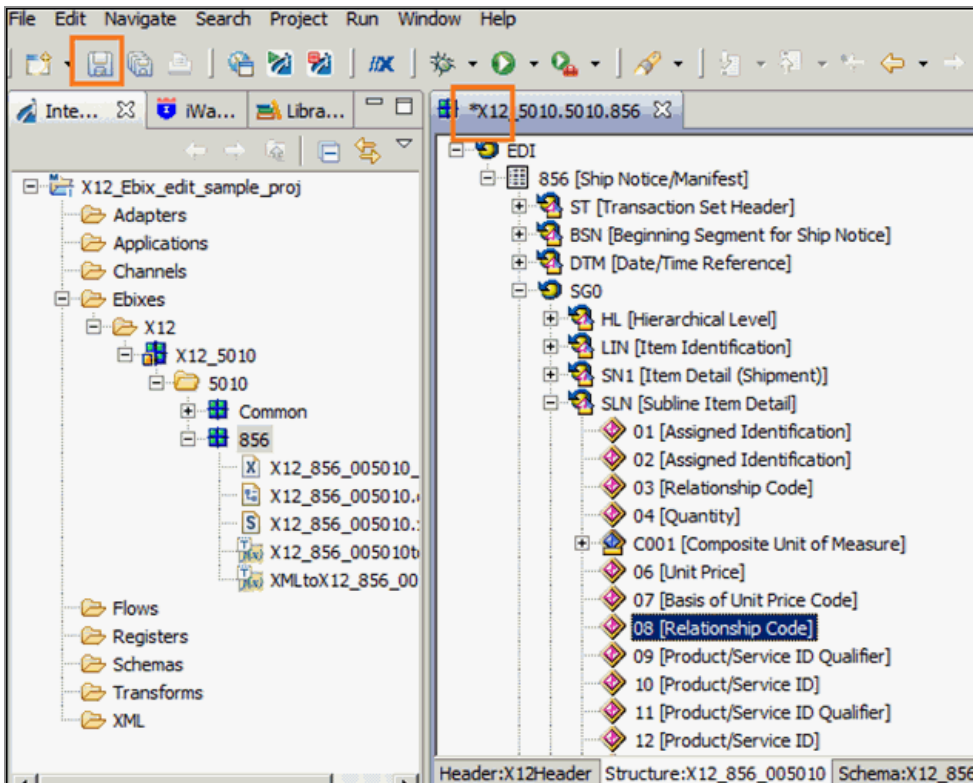 File Edit Navigate Search Project Run Window Help
Inte... iWa... Libra...
X12_Ebix_edit_sample_proj
Adapters
Applications
Channels
Ebixes
X12
X12_5010
5010
Common
856
X12_856_005010_
X12_856_005010.
X12_856_005010.
X12_856_005010t
XMLtoX12_856_00
Flows
Registers
Schemas
Transforms
XML
*X12_5010.5010.856
EDI
856 [Ship Notice/Manifest]
ST [Transaction Set Header]
BSN [Beginning Segment for Ship Notice]
DTM [Date/Time Reference]
SG0
HL [Hierarchical Level]
LIN [Item Identification]
SN1 [Item Detail (Shipment)]
SLN [Subline Item Detail]
01 [Assigned Identification]
02 [Assigned Identification]
03 [Relationship Code]
04 [Quantity]
C001 [Composite Unit of Measure]
06 [Unit Price]
07 [Basis of Unit Price Code]
08 [Relationship Code]
09 [Product/Service ID Qualifier]
10 [Product/Service ID]
11 [Product/Service ID Qualifier]
12 [Product/Service ID]
Header:X12Header Structure:X12_856_005010 Schema:X12_856